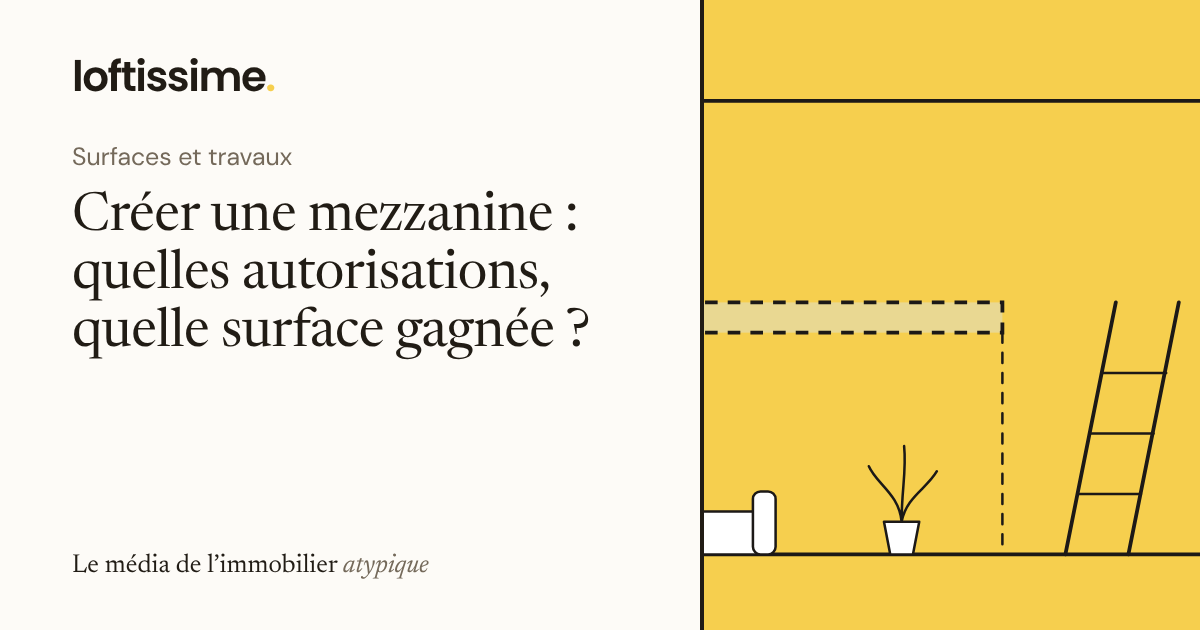 loftissime.
Surfaces et travaux
Créer une mezzanine :
quelles autorisations,
quelle surface gagnée ?
Le média de l’immobilier atypique